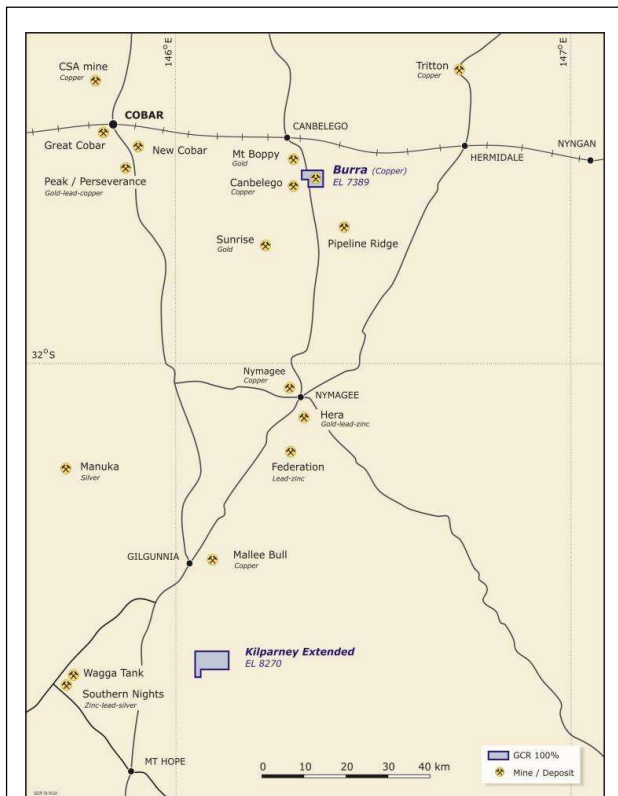 146°E
147°E
CSA mine
Copper
Tritton
Copper
COBAR
CANBELEGO
Great Cobar
New Cobar
HERMIDALE
NYNGAN
Mt Boppy
Gold
Peak / Perseverance
Gold-lead-copper
Canbelego
Copper
Burra (Copper)
EL 7389
Sunrise
Gold
Pipeline Ridge
32°S
Nymagee
Copper
NYMAGEE
Hera
Gold-lead-zinc
Manuka
Silver
Federation
Lead-zinc
GILGUNNIA
Mallee Bull
Copper
Kilparney Extended
EL 8270
Wagga Tank
Southern Nights
Zinc-lead-silver
MT HOPE
0 10 20 30 40 km
GCR 100%
Mine / Deposit